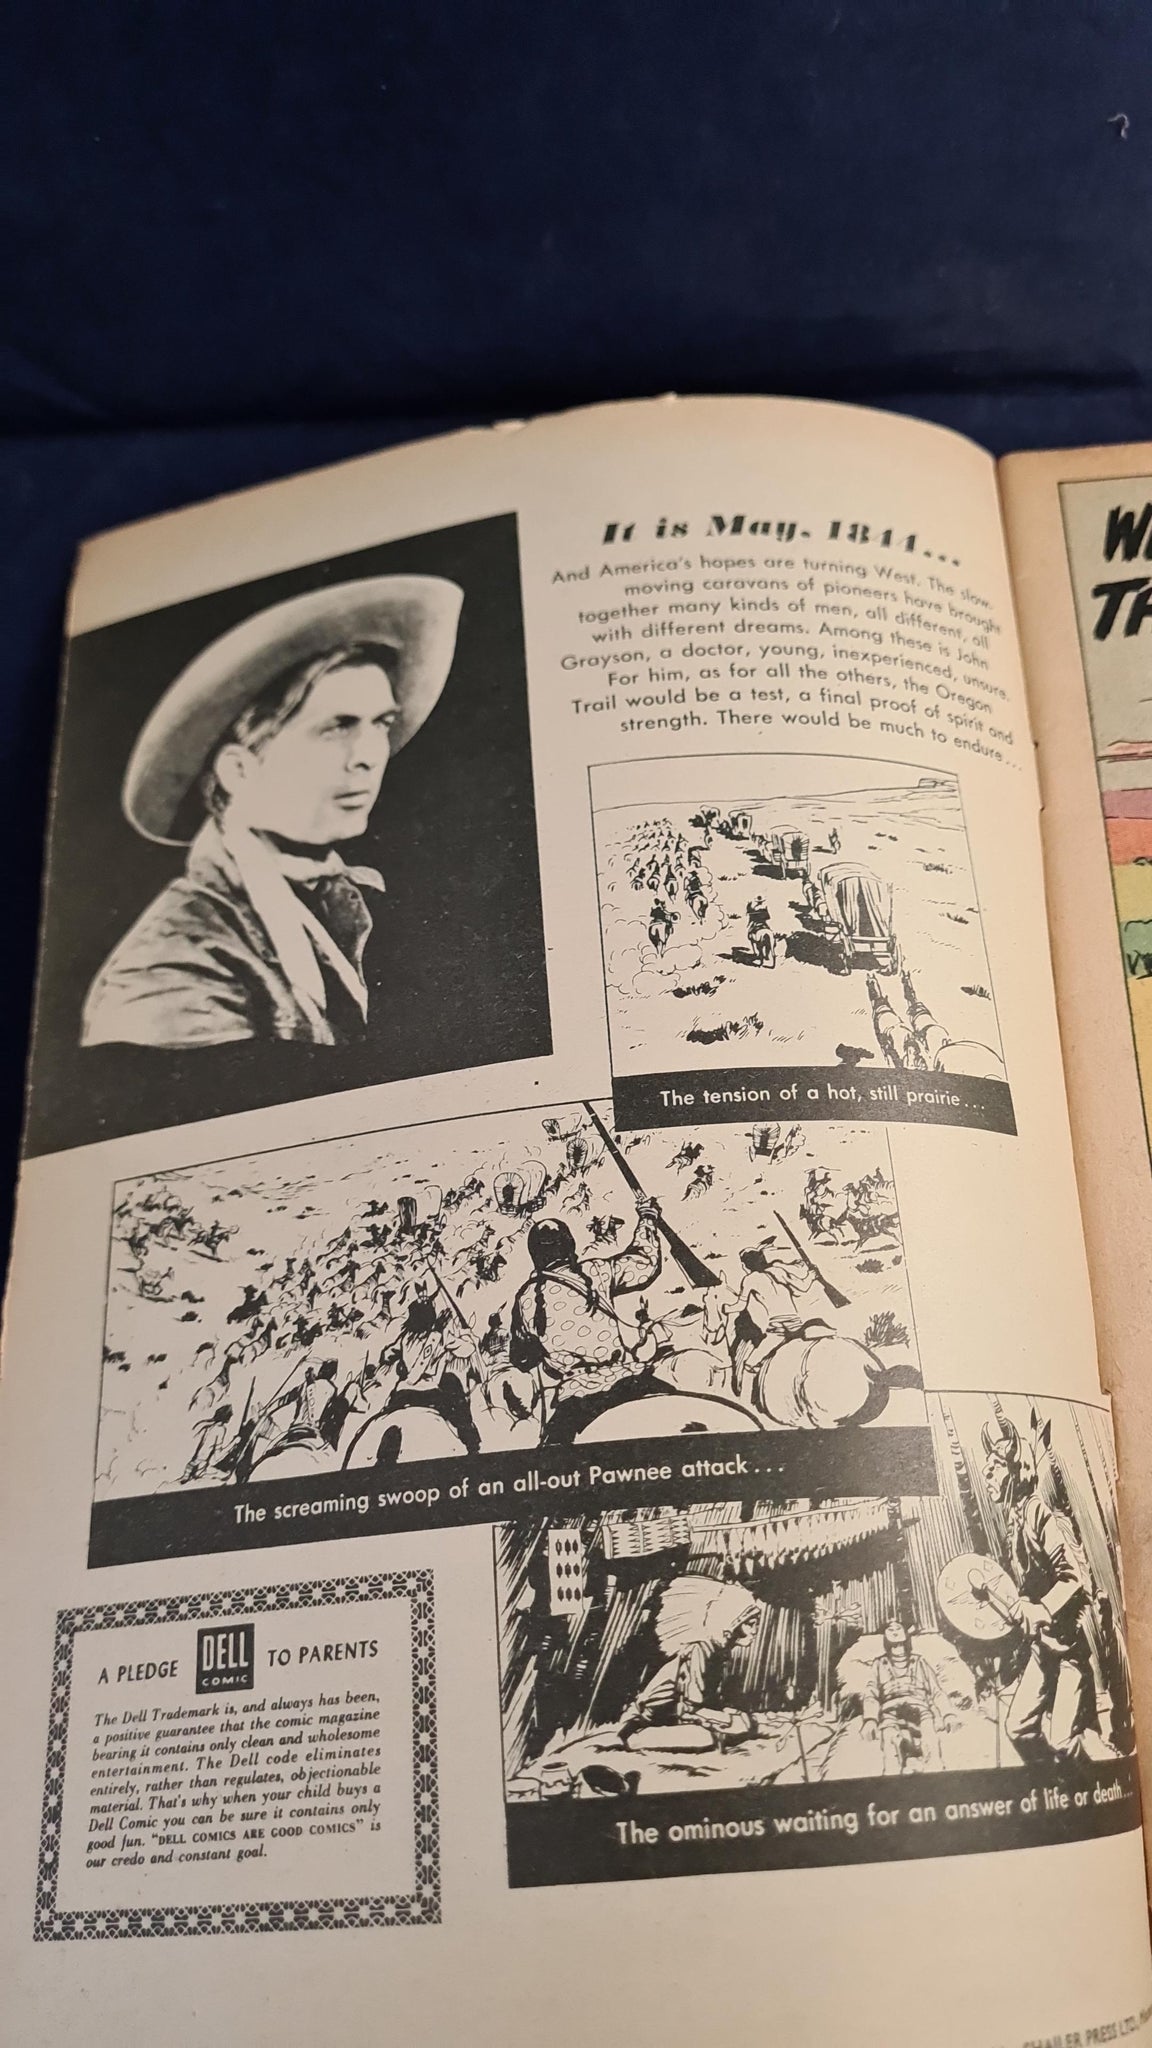 It is May, 1844...
And America's hopes are turning West. The slow-
moving caravans of pioneers have brought
together many kinds of men, all different, all
with different dreams. Among these is John
Grayson, a doctor, young, inexperienced, unsure.
For him, as for all the others, the Oregon
Trail would be a test, a final proof of spirit and
strength. There would be much to endure...
The tension of a hot, still prairie...
The screaming swoop of an all-out Pawnee attack...
The ominous waiting for an answer of life or death...
A PLEDGE DELL COMIC TO PARENTS
The Dell Trademark is, and always has been,
a positive guarantee that the comic magazine
bearing it contains only clean and wholesome
entertainment. The Dell code eliminates
entirely, rather than regulates, objectionable
material. That's why when your child buys a
Dell Comic you can be sure it contains only
good fun. "DELL COMICS ARE GOOD COMICS" is
our credo and constant goal.
SHAILER PRESS LTD.